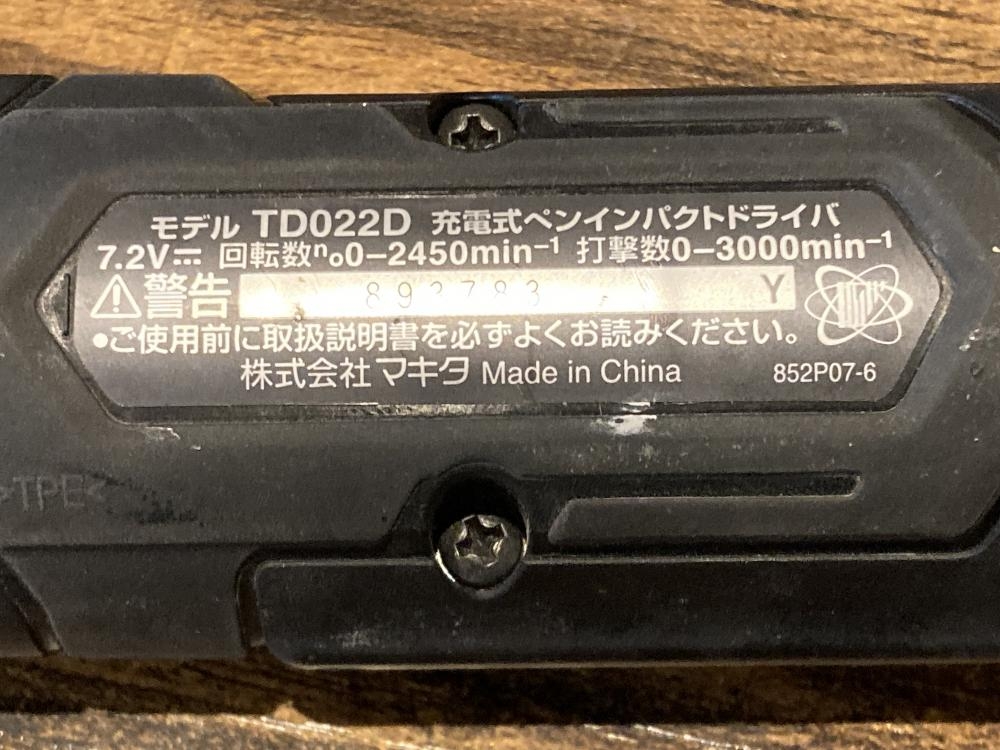 モデル TD022D 充電式ペンインパクトドライバ
7.2V⎓ 回転数nₒ0−2450min⁻¹ 打撃数0−3000min⁻¹
⚠警告 893783 Y
●ご使用前に取扱説明書を必ずよくお読みください。
株式会社マキタ Made in China 852P07-6
>TPE<